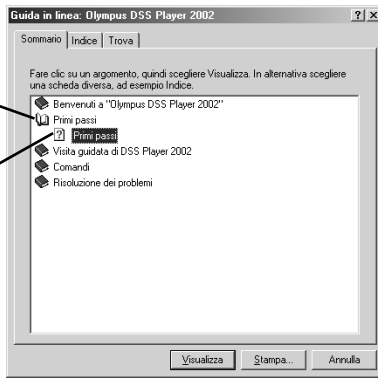 Guida in linea: Olympus DSS Player 2002
Sommario Indice Trova
Fare clic su un argomento, quindi scegliere Visualizza. In alternativa scegliere
una scheda diversa, ad esempio Indice.
Benvenuti a "Olympus DSS Player 2002"
Primi passi
Primi passi
Visita guidata di DSS Player 2002
Comandi
Risoluzione dei problemi
Visualizza Stampa... Annulla